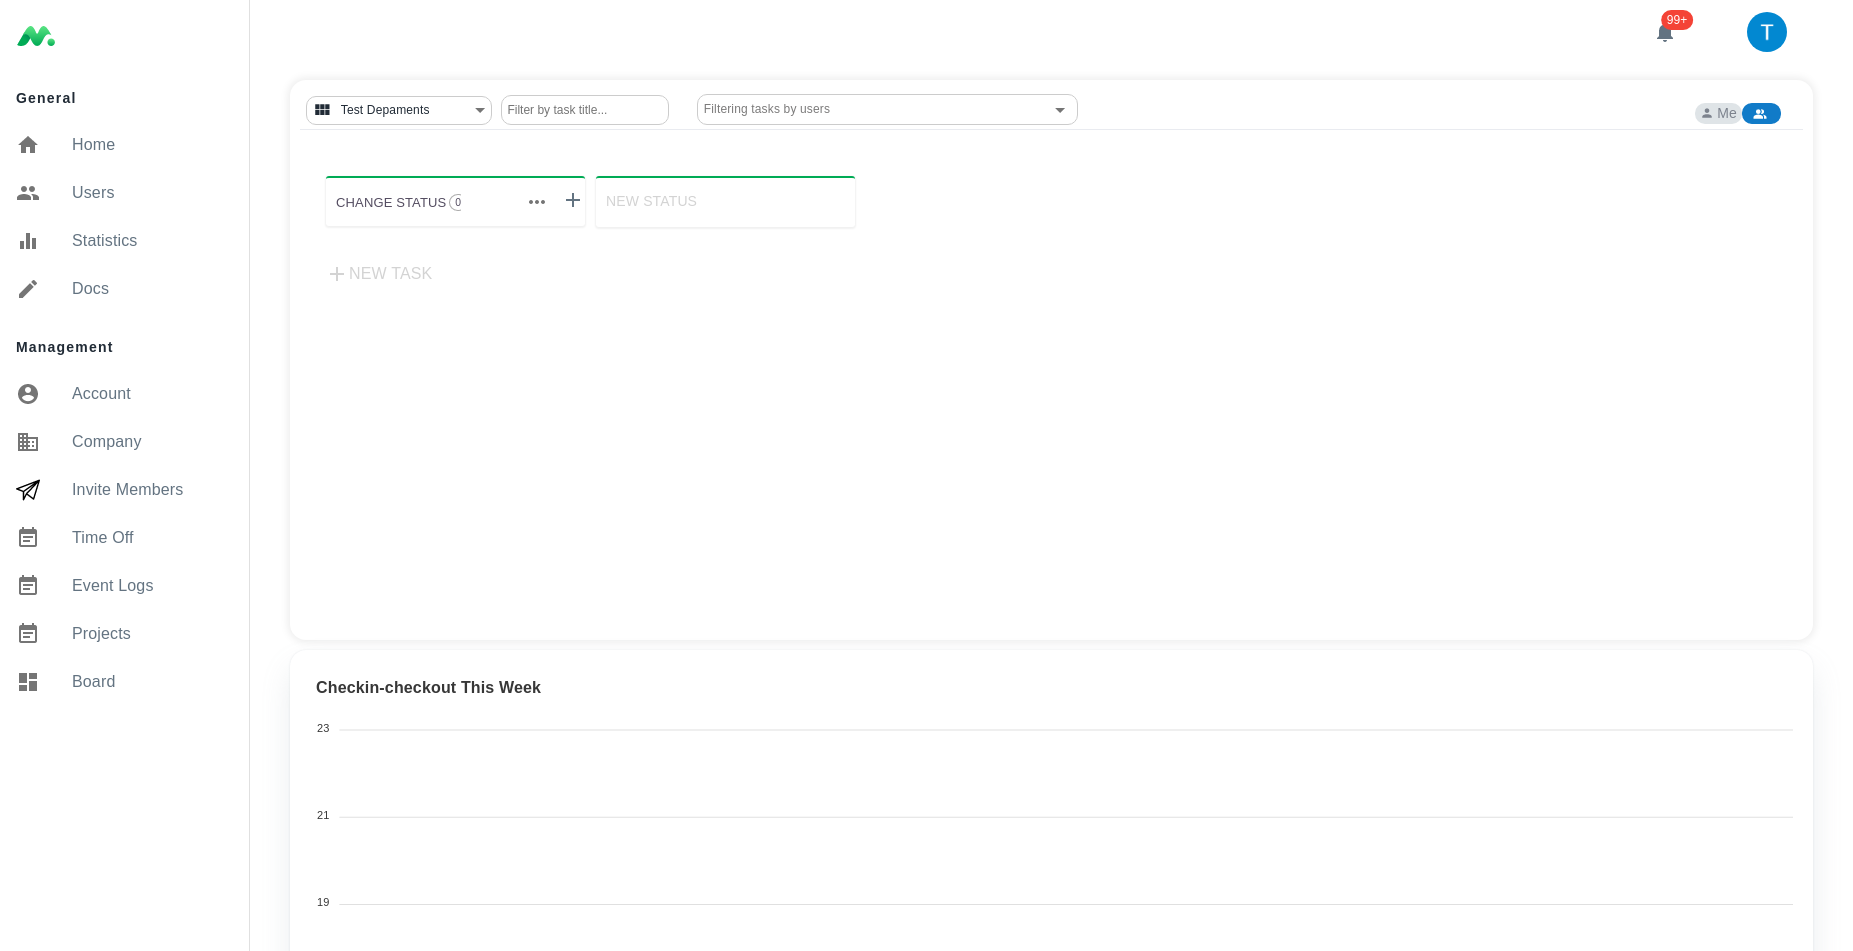 99+
T
General
Home
Users
Statistics
Docs
Management
Account
Company
Invite Members
Time Off
Event Logs
Projects
Board
Test Depaments
Filter by task title...
Filtering tasks by users
Me
CHANGE STATUS 0
NEW STATUS
NEW TASK
Checkin-checkout This Week
23
21
19